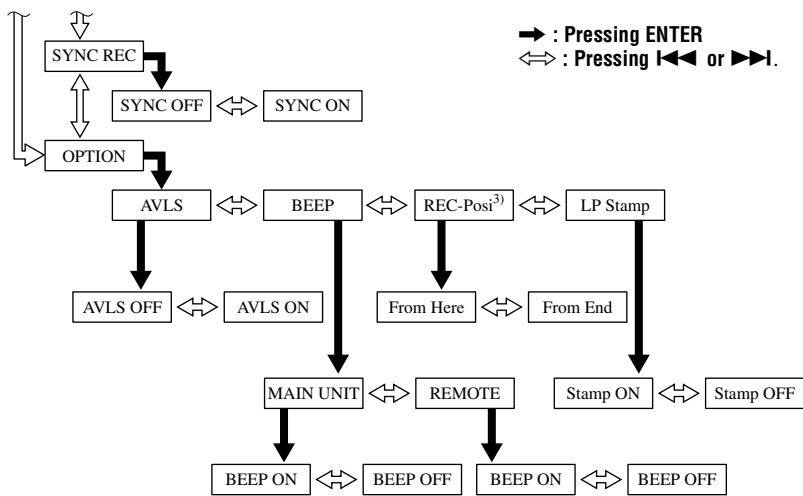 ➡ : Pressing ENTER
SYNC REC
⇔ : Pressing I◀◀ or ▶▶I.
SYNC OFF
SYNC ON
OPTION
AVLS
BEEP
REC-Posi3)
LP Stamp
AVLS OFF
AVLS ON
From Here
From End
MAIN UNIT
REMOTE
Stamp ON
Stamp OFF
BEEP ON
BEEP OFF
BEEP ON
BEEP OFF